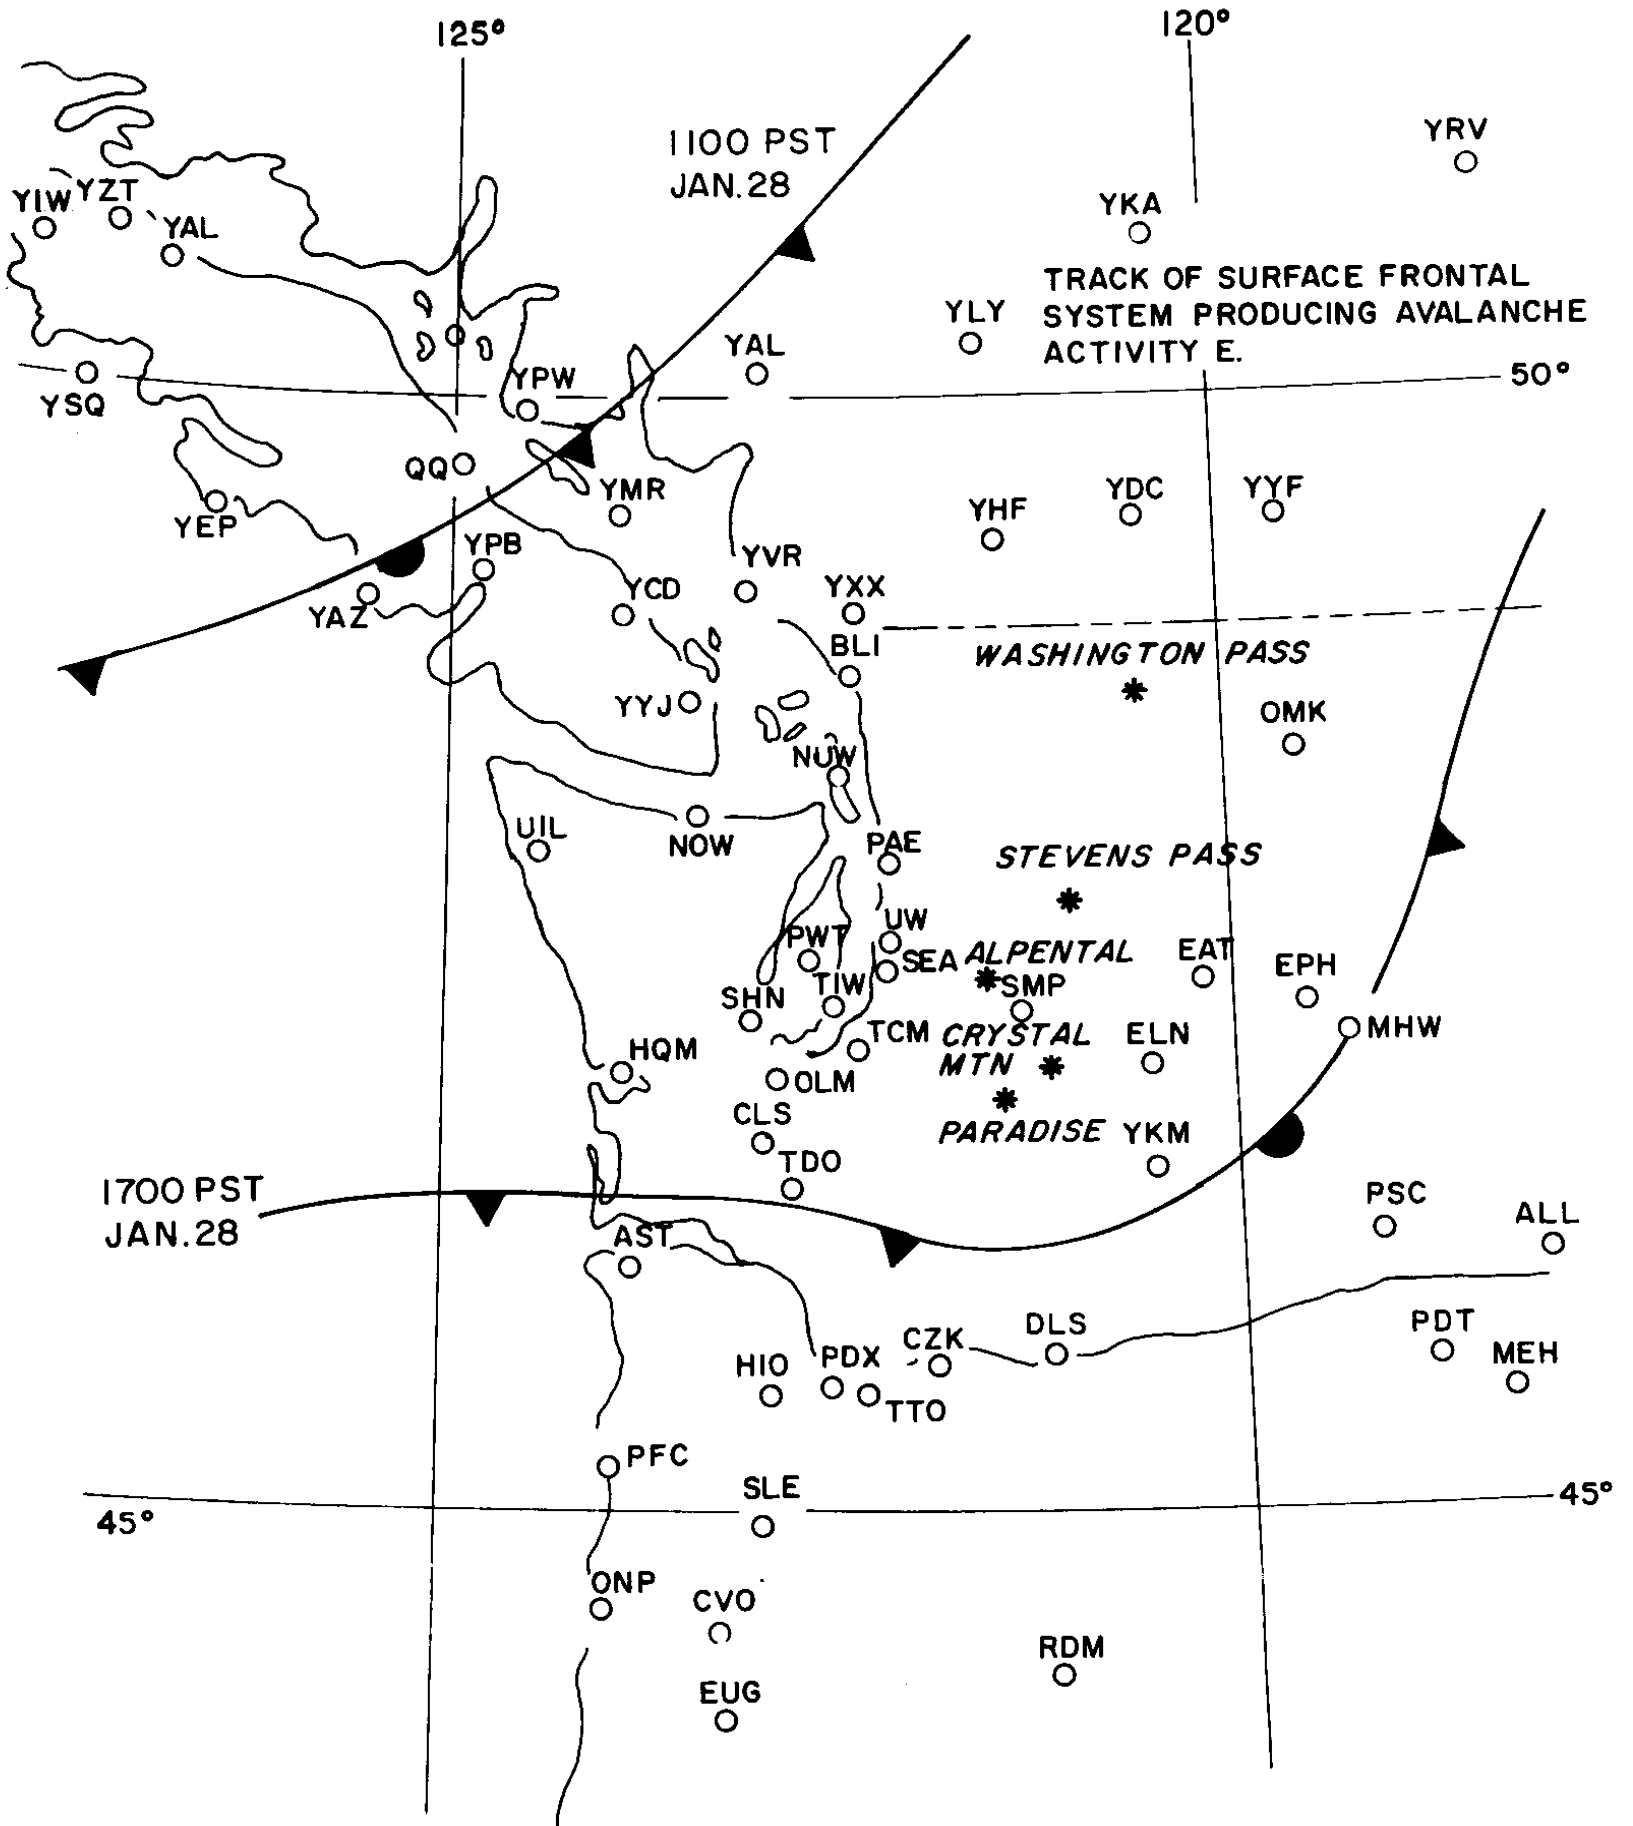 125°
120°
1100 PST
JAN. 28
YRV
YKA
YIW
YZT
YAL
TRACK OF SURFACE FRONTAL
SYSTEM PRODUCING AVALANCHE
ACTIVITY E.
YLY
YAL
YPW
50°
YSQ
QQ
YMR
YHF
YDC
YYF
YEP
YPB
YVR
YAZ
YCD
YXX
BLI
WASHINGTON PASS
YYJ
OMK
NUW
UIL
NOW
PAE
STEVENS PASS
UW
PWT
SEA
ALPENTAL
EAT
EPH
SHN
TIW
SMP
MHW
HQM
TCM
CRYSTAL
MTN
ELN
OLM
CLS
PARADISE
YKM
TDO
1700 PST
JAN. 28
PSC
ALL
AST
DLS
PDT
CZK
MEH
HIO
PDX
TTO
PFC
SLE
45°
45°
ONP
CVO
RDM
EUG